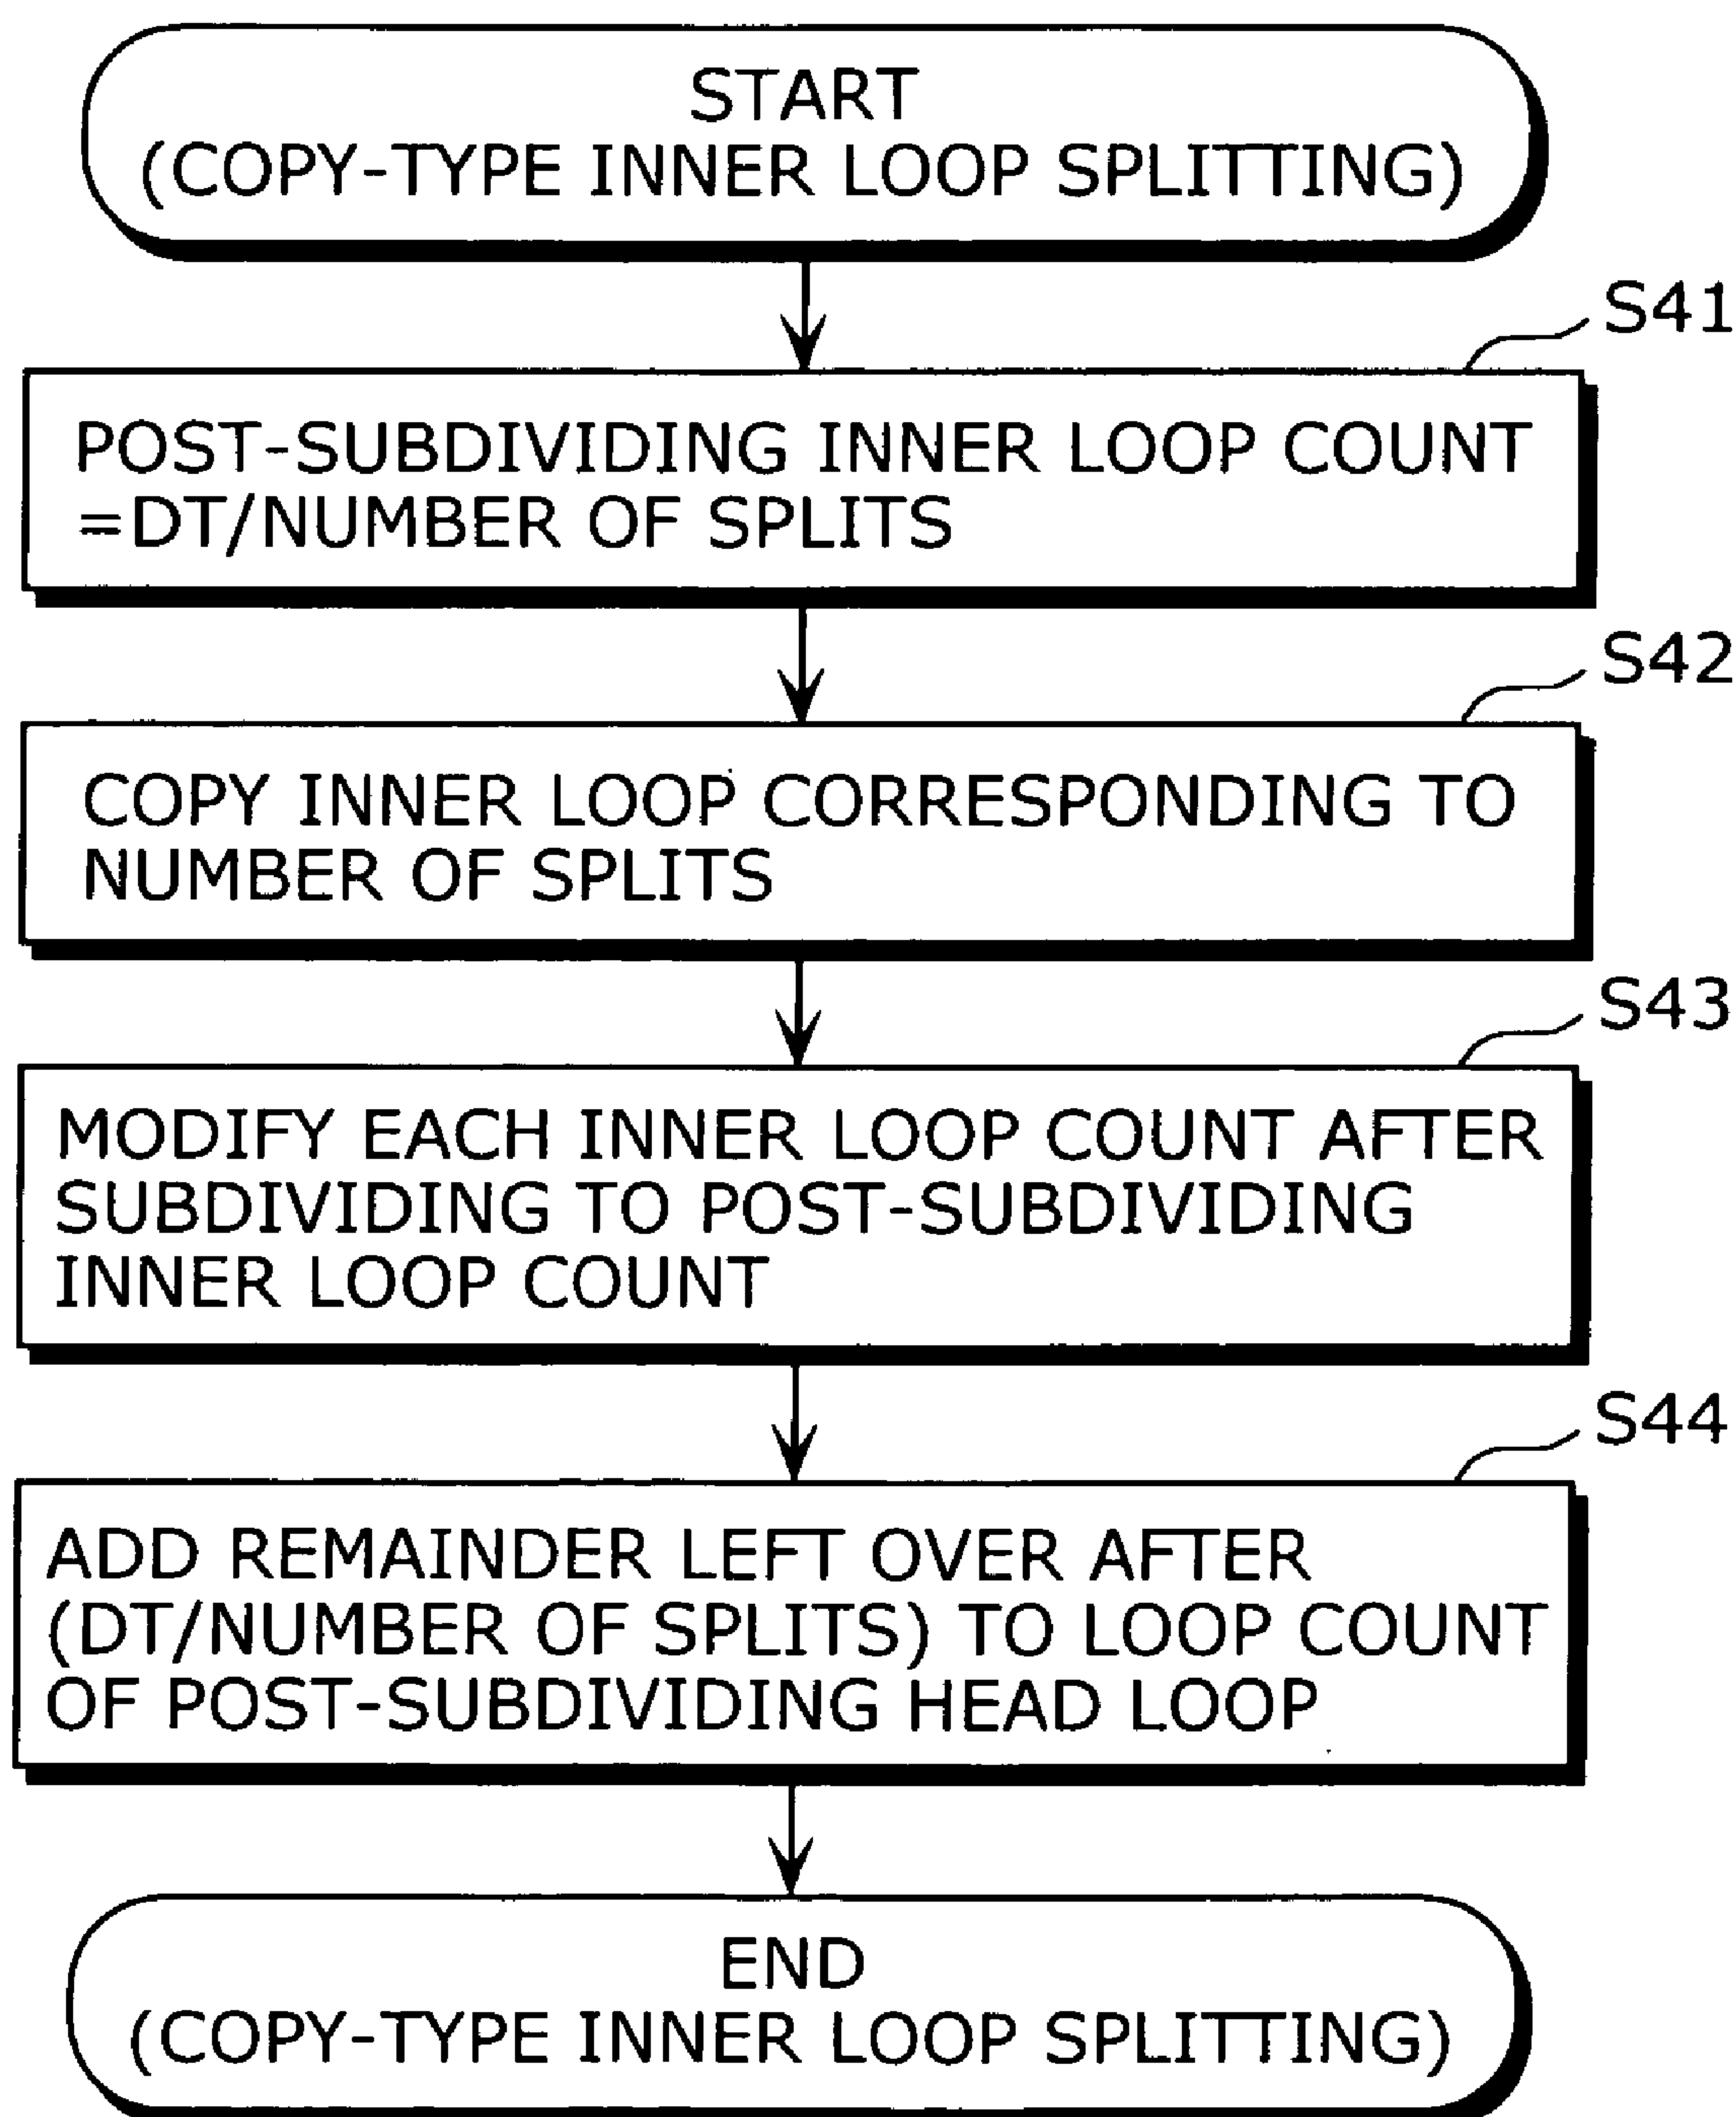 START
(COPY-TYPE INNER LOOP SPLITTING)
S41
POST-SUBDIVIDING INNER LOOP COUNT
=DT/NUMBER OF SPLITS
S42
COPY INNER LOOP CORRESPONDING TO
NUMBER OF SPLITS
S43
MODIFY EACH INNER LOOP COUNT AFTER
SUBDIVIDING TO POST-SUBDIVIDING
INNER LOOP COUNT
S44
ADD REMAINDER LEFT OVER AFTER
(DT/NUMBER OF SPLITS) TO LOOP COUNT
OF POST-SUBDIVIDING HEAD LOOP
END
(COPY-TYPE INNER LOOP SPLITTING)